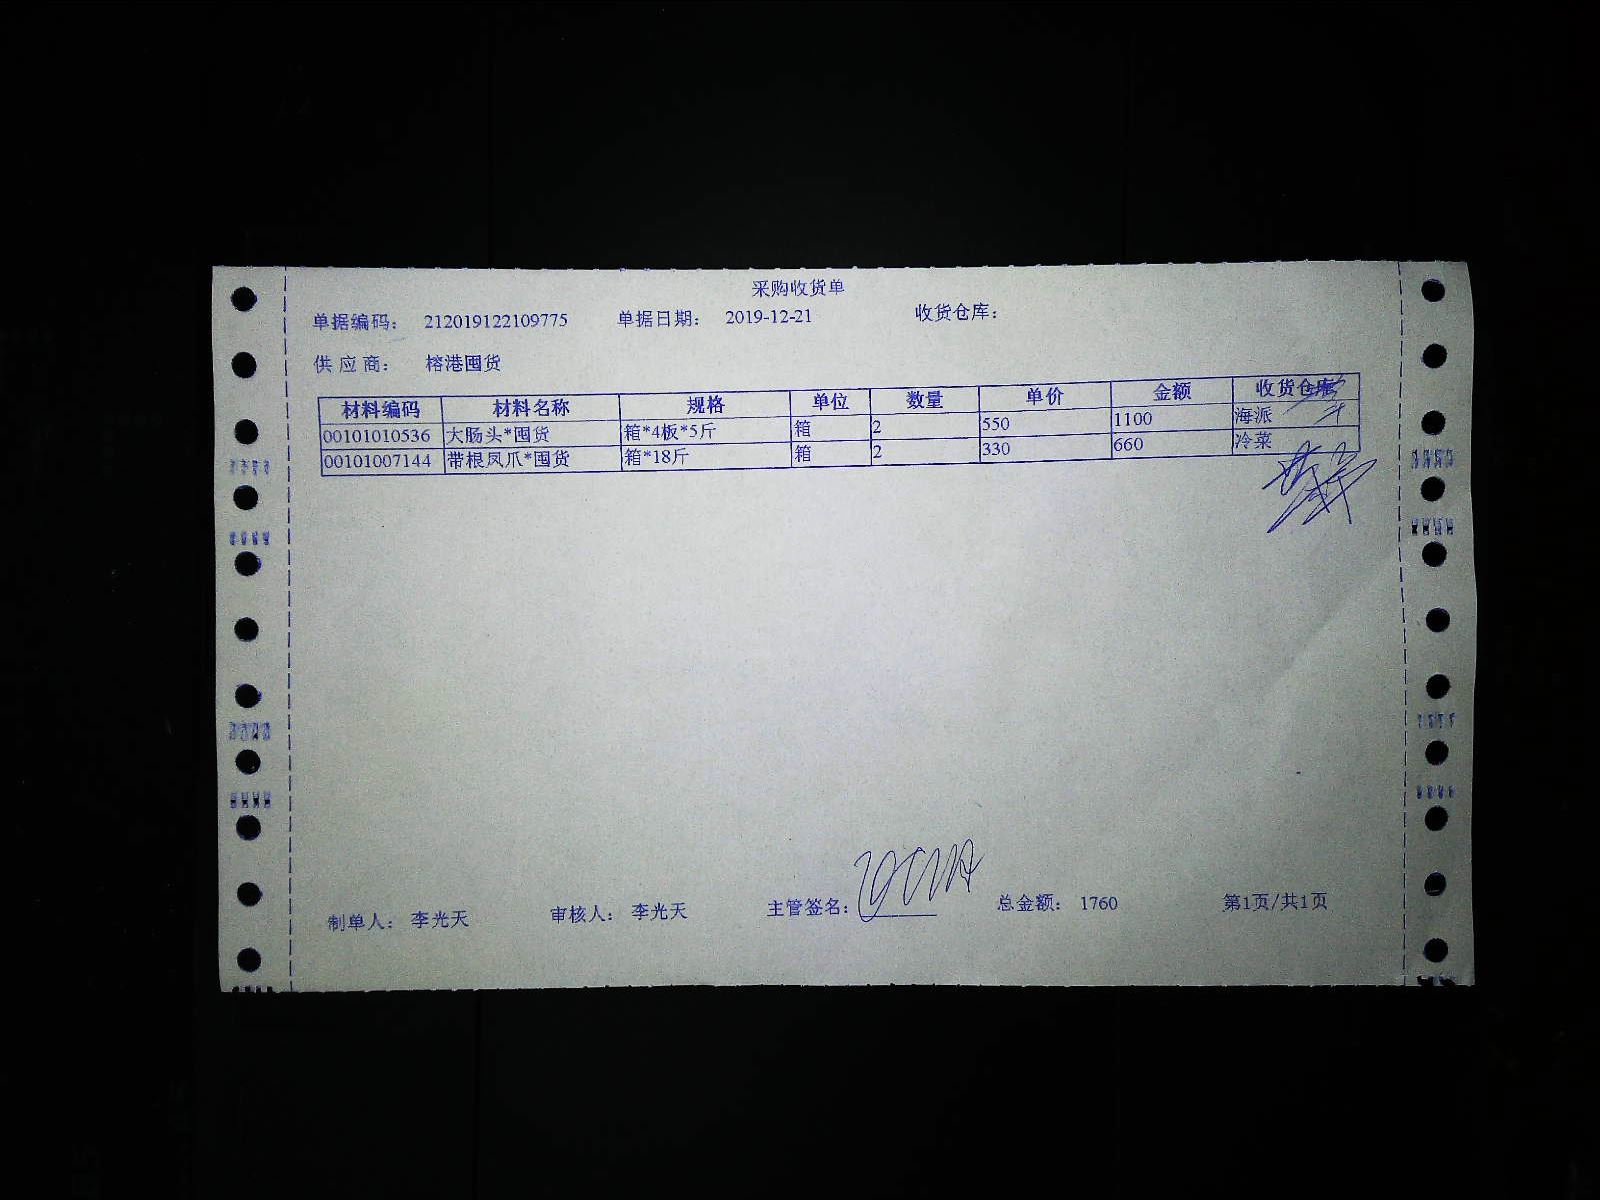 采购收货单
单据编码: 212019122109775 单据日期: 2019-12-21 收货仓库:
供应商: 榕港囤货
材料编码 材料名称 规格 单位 数量 单价 金额 收货仓库
00101010536 大肠头*囤货 箱*4板*5斤 箱 2 550 1100 海派
00101007144 带根凤爪*囤货 箱*18斤 箱 2 330 660 冷菜
制单人: 李光天 审核人: 李光天 主管签名: 总金额: 1760 第1页/共1页